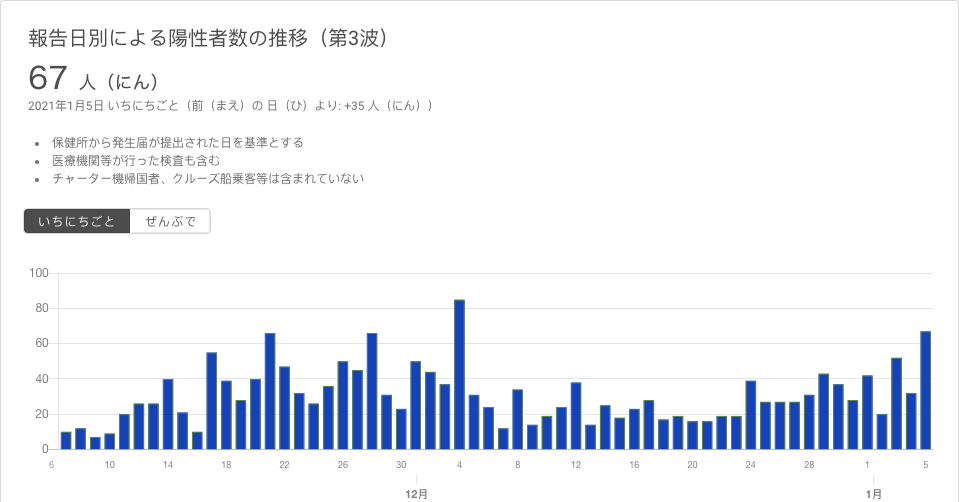 報告日別による陽性者数の推移（第3波）
67 人（にん）
2021年1月5日 いちにちごと（前（まえ）の 日（ひ）より: +35 人（にん））
保健所から発生届が提出された日を基準とする
医療機関等が行った検査も含む
チャーター機帰国者、クルーズ船乗客等は含まれていない
いちにちごと ぜんぶで
100
80
60
40
20
0
6 10 14 18 22 26 30 4 8 12 16 20 24 28 1 5
12月 1月